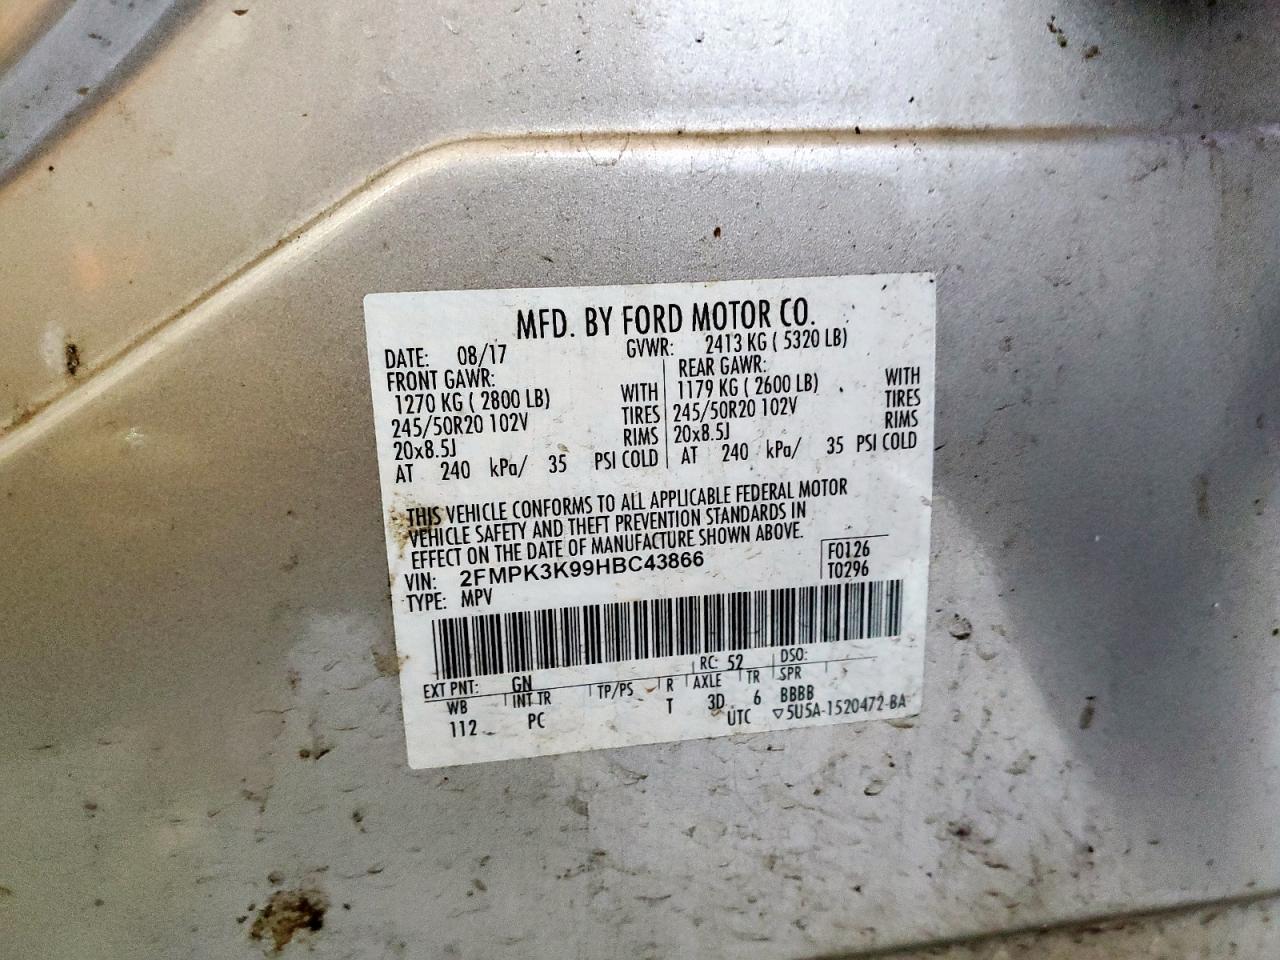 MFD. BY FORD MOTOR CO.
DATE: 08/17 GVWR: 2413 KG ( 5320 LB)
FRONT GAWR: REAR GAWR:
1270 KG ( 2800 LB) WITH 1179 KG ( 2600 LB) WITH
245/50R20 102V TIRES 245/50R20 102V TIRES
20x8.5J RIMS 20x8.5J RIMS
AT 240 kPa/ 35 PSI COLD AT 240 kPa/ 35 PSI COLD
THIS VEHICLE CONFORMS TO ALL APPLICABLE FEDERAL MOTOR
VEHICLE SAFETY AND THEFT PREVENTION STANDARDS IN
EFFECT ON THE DATE OF MANUFACTURE SHOWN ABOVE.
VIN: 2FMPK3K99HBC43866 F0126
TYPE: MPV T0296
EXT PNT: GN RC: 52 DSO:
WB INT TR TP/PS R AXLE TR SPR
112 PC T 3D 6 BBBB
UTC ▽5U5A-1520472-BA